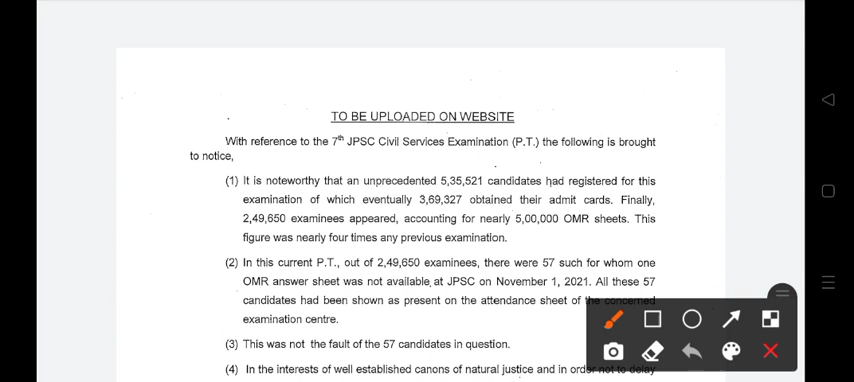 TO BE UPLOADED ON WEBSITE
With reference to the 7th JPSC Civil Services Examination (P.T.) the following is brought
to notice,
(1) It is noteworthy that an unprecedented 5,35,521 candidates had registered for this
examination of which eventually 3,69,327 obtained their admit cards. Finally,
2,49,650 examinees appeared, accounting for nearly 5,00,000 OMR sheets. This
figure was nearly four times any previous examination.
(2) In this current P.T., out of 2,49,650 examinees, there were 57 such for whom one
OMR answer sheet was not available at JPSC on November 1, 2021. All these 57
candidates had been shown as present on the attendance sheet of the concerned
examination centre.
(3) This was not the fault of the 57 candidates in question.
(4) In the interests of well established canons of natural justice and in order not to delay